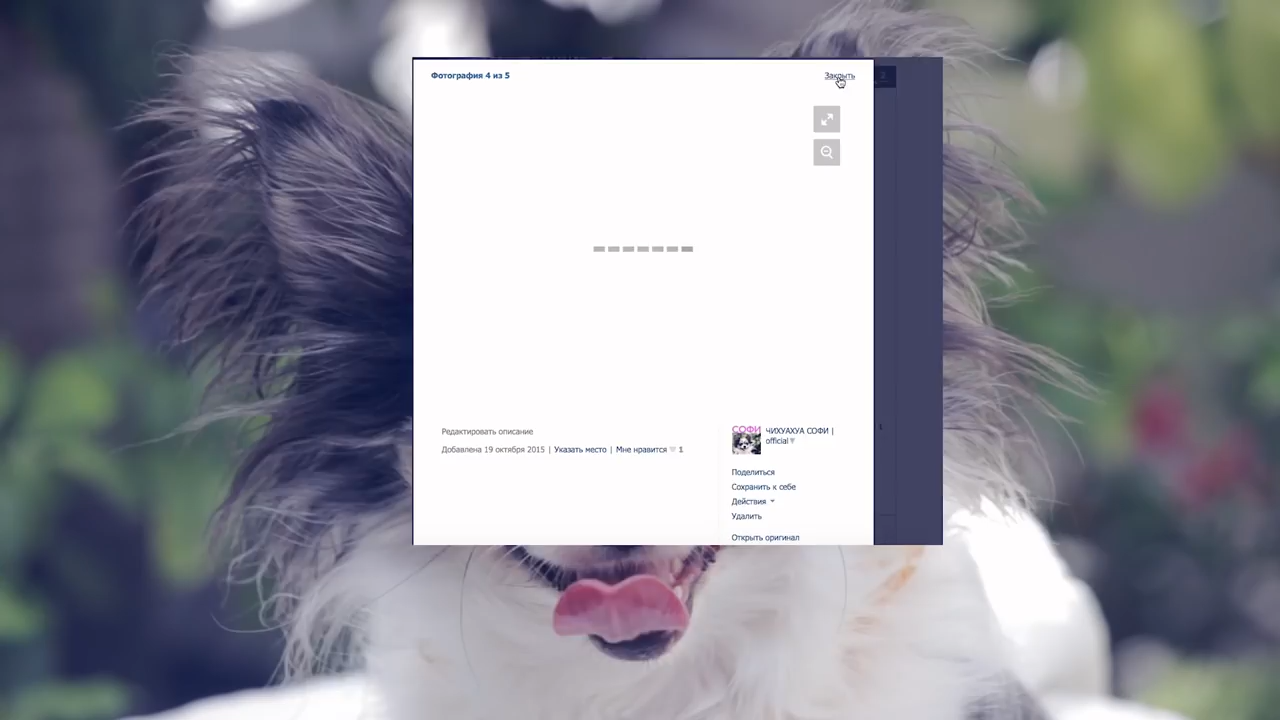 Фотография 4 из 5
Закрыть
Редактировать описание
Добавлена 19 октября 2015 | Указать место | Мне нравится 1
СОФИ
ЧИХУАХУА СОФИ |
official
Поделиться
Сохранить к себе
Действия
Удалить
Открыть оригинал